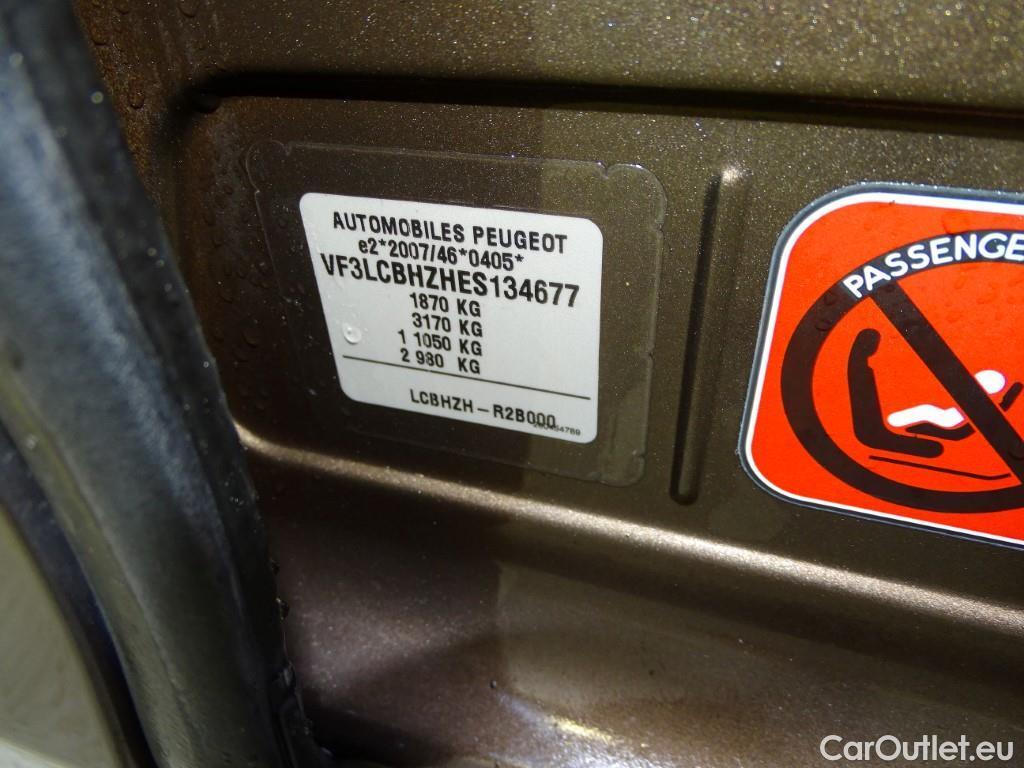 AUTOMOBILES PEUGEOT
e2*2007/46*0405*
VF3LCBHZHES134677
1870 KG
3170 KG
1 1050 KG
2 980 KG
LCBHZH-R2B000
PASSENGE
CarOutlet.eu